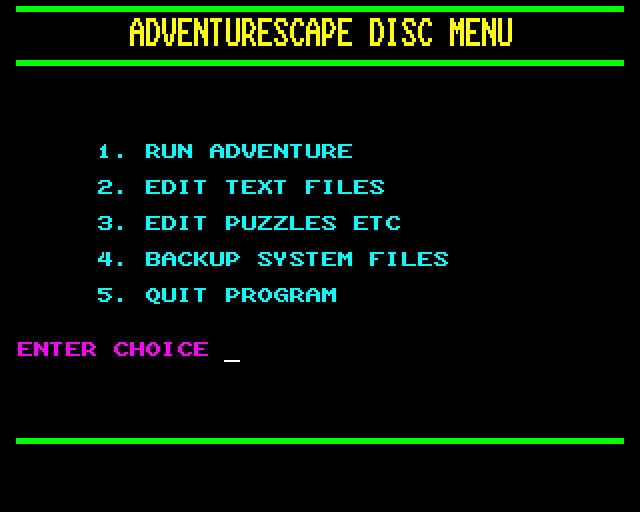 ADVENTURESCAPE DISC MENU
1. RUN ADVENTURE
2. EDIT TEXT FILES
3. EDIT PUZZLES ETC
4. BACKUP SYSTEM FILES
5. QUIT PROGRAM
ENTER CHOICE _